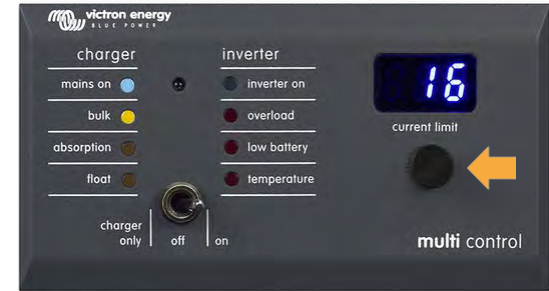 victron energy
BLUE POWER
charger
mains on
bulk
absorption
float
inverter
inverter on
overload
low battery
temperature
16
current limit
charger only
off
on
multi control